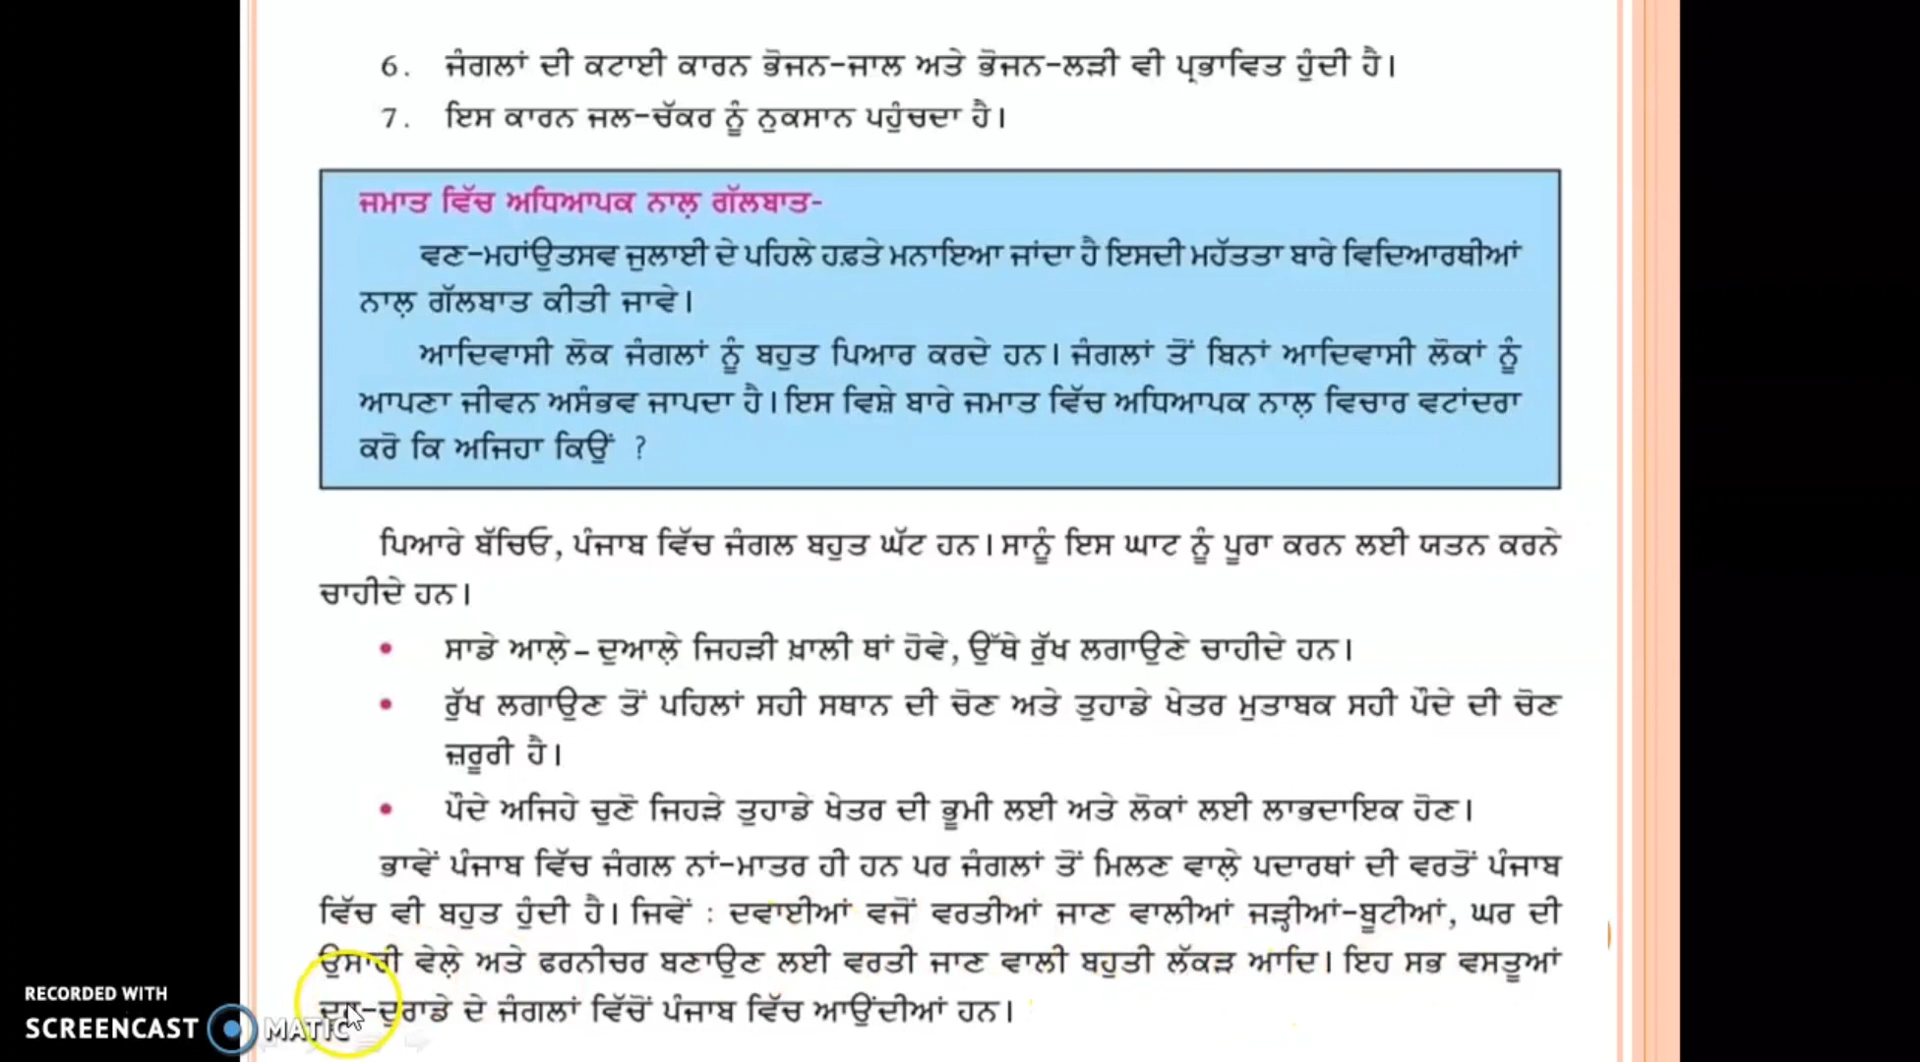 6. ਜੰਗਲਾਂ ਦੀ ਕਟਾਈ ਕਾਰਨ ਭੋਜਨ-ਜਾਲ ਅਤੇ ਭੋਜਨ-ਲੜੀ ਵੀ ਪ੍ਰਭਾਵਿਤ ਹੁੰਦੀ ਹੈ।
7. ਇਸ ਕਾਰਨ ਜਲ-ਚੱਕਰ ਨੂੰ ਨੁਕਸਾਨ ਪਹੁੰਚਦਾ ਹੈ।
ਜਮਾਤ ਵਿੱਚ ਅਧਿਆਪਕ ਨਾਲ਼ ਗੱਲਬਾਤ-
ਵਣ-ਮਹਾਂਉਤਸਵ ਜੁਲਾਈ ਦੇ ਪਹਿਲੇ ਹਫ਼ਤੇ ਮਨਾਇਆ ਜਾਂਦਾ ਹੈ ਇਸਦੀ ਮਹੱਤਤਾ ਬਾਰੇ ਵਿਦਿਆਰਥੀਆਂ
ਨਾਲ਼ ਗੱਲਬਾਤ ਕੀਤੀ ਜਾਵੇ।
ਆਦਿਵਾਸੀ ਲੋਕ ਜੰਗਲਾਂ ਨੂੰ ਬਹੁਤ ਪਿਆਰ ਕਰਦੇ ਹਨ। ਜੰਗਲਾਂ ਤੋਂ ਬਿਨਾਂ ਆਦਿਵਾਸੀ ਲੋਕਾਂ ਨੂੰ
ਆਪਣਾ ਜੀਵਨ ਅਸੰਭਵ ਜਾਪਦਾ ਹੈ।ਇਸ ਵਿਸ਼ੇ ਬਾਰੇ ਜਮਾਤ ਵਿੱਚ ਅਧਿਆਪਕ ਨਾਲ਼ ਵਿਚਾਰ ਵਟਾਂਦਰਾ
ਕਰੋ ਕਿ ਅਜਿਹਾ ਕਿਉਂ ?
ਪਿਆਰੇ ਬੱਚਿਓ, ਪੰਜਾਬ ਵਿੱਚ ਜੰਗਲ ਬਹੁਤ ਘੱਟ ਹਨ।ਸਾਨੂੰ ਇਸ ਘਾਟ ਨੂੰ ਪੂਰਾ ਕਰਨ ਲਈ ਯਤਨ ਕਰਨੇ
ਚਾਹੀਦੇ ਹਨ।
• ਸਾਡੇ ਆਲ਼ੇ–ਦੁਆਲ਼ੇ ਜਿਹੜੀ ਖ਼ਾਲੀ ਥਾਂ ਹੋਵੇ, ਉੱਥੇ ਰੁੱਖ ਲਗਾਉਣੇ ਚਾਹੀਦੇ ਹਨ।
• ਰੁੱਖ ਲਗਾਉਣ ਤੋਂ ਪਹਿਲਾਂ ਸਹੀ ਸਥਾਨ ਦੀ ਚੋਣ ਅਤੇ ਤੁਹਾਡੇ ਖੇਤਰ ਮੁਤਾਬਕ ਸਹੀ ਪੌਦੇ ਦੀ ਚੋਣ
ਜ਼ਰੂਰੀ ਹੈ।
• ਪੌਦੇ ਅਜਿਹੇ ਚੁਣੋ ਜਿਹੜੇ ਤੁਹਾਡੇ ਖੇਤਰ ਦੀ ਭੂਮੀ ਲਈ ਅਤੇ ਲੋਕਾਂ ਲਈ ਲਾਭਦਾਇਕ ਹੋਣ।
ਭਾਵੇਂ ਪੰਜਾਬ ਵਿੱਚ ਜੰਗਲ ਨਾਂ-ਮਾਤਰ ਹੀ ਹਨ ਪਰ ਜੰਗਲਾਂ ਤੋਂ ਮਿਲਣ ਵਾਲ਼ੇ ਪਦਾਰਥਾਂ ਦੀ ਵਰਤੋਂ ਪੰਜਾਬ
ਵਿੱਚ ਵੀ ਬਹੁਤ ਹੁੰਦੀ ਹੈ। ਜਿਵੇਂ : ਦਵਾਈਆਂ ਵਜੋਂ ਵਰਤੀਆਂ ਜਾਣ ਵਾਲੀਆਂ ਜੜ੍ਹੀਆਂ-ਬੂਟੀਆਂ, ਘਰ ਦੀ
ਉਸਾਰੀ ਵੇਲ਼ੇ ਅਤੇ ਫਰਨੀਚਰ ਬਣਾਉਣ ਲਈ ਵਰਤੀ ਜਾਣ ਵਾਲੀ ਬਹੁਤੀ ਲੱਕੜ ਆਦਿ। ਇਹ ਸਭ ਵਸਤੂਆਂ
ਦੁਰਾਡੇ ਦੇ ਜੰਗਲਾਂ ਵਿੱਚੋਂ ਪੰਜਾਬ ਵਿੱਚ ਆਉਂਦੀਆਂ ਹਨ।
RECORDED WITH
SCREENCAST MATIC